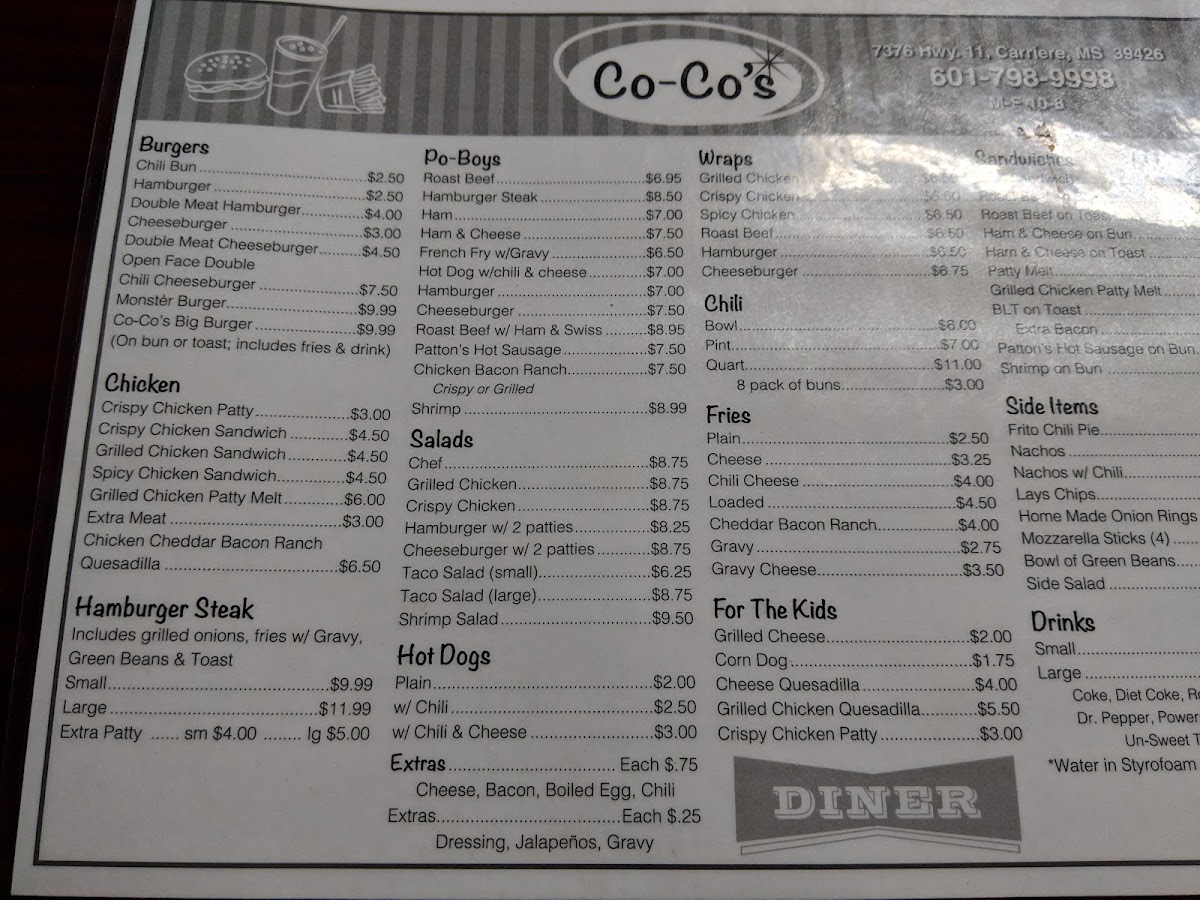 Co-Co's
7376 Hwy. 11, Carriere, MS 39426
601-798-9998
M-F 10-8
Burgers
Chili Bun $2.50
Hamburger $2.50
Double Meat Hamburger $4.00
Cheeseburger $3.00
Double Meat Cheeseburger $4.50
Open Face Double
Chili Cheeseburger $7.50
Monster Burger $9.99
Co-Co's Big Burger $9.99
(On bun or toast; includes fries & drink)
Chicken
Crispy Chicken Patty $3.00
Crispy Chicken Sandwich $4.50
Grilled Chicken Sandwich $4.50
Spicy Chicken Sandwich $4.50
Grilled Chicken Patty Melt $6.00
Extra Meat $3.00
Chicken Cheddar Bacon Ranch
Quesadilla $6.50
Hamburger Steak
Includes grilled onions, fries w/ Gravy,
Green Beans & Toast
Small $9.99
Large $11.99
Extra Patty ...... sm $4.00 ........ lg $5.00
Po-Boys
Roast Beef $6.95
Hamburger Steak $8.50
Ham $7.00
Ham & Cheese $7.50
French Fry w/Gravy $6.50
Hot Dog w/chili & cheese $7.00
Hamburger $7.00
Cheeseburger $7.50
Roast Beef w/ Ham & Swiss $8.95
Patton's Hot Sausage $7.50
Chicken Bacon Ranch $7.50
Crispy or Grilled
Shrimp $8.99
Salads
Chef $8.75
Grilled Chicken $8.75
Crispy Chicken $8.75
Hamburger w/ 2 patties $8.25
Cheeseburger w/ 2 patties $8.75
Taco Salad (small) $6.25
Taco Salad (large) $8.75
Shrimp Salad $9.50
Hot Dogs
Plain $2.00
w/ Chili $2.50
w/ Chili & Cheese $3.00
Extras Each $.75
Cheese, Bacon, Boiled Egg, Chili
Extras Each $.25
Dressing, Jalapeños, Gravy
Wraps
Grilled Chicken $6.50
Crispy Chicken $6.50
Spicy Chicken $6.50
Roast Beef $6.50
Hamburger $6.50
Cheeseburger $6.75
Chili
Bowl $6.00
Pint $7.00
Quart $11.00
8 pack of buns $3.00
Fries
Plain $2.50
Cheese $3.25
Chili Cheese $4.00
Loaded $4.50
Cheddar Bacon Ranch $4.00
Gravy $2.75
Gravy Cheese $3.50
For The Kids
Grilled Cheese $2.00
Corn Dog $1.75
Cheese Quesadilla $4.00
Grilled Chicken Quesadilla $5.50
Crispy Chicken Patty $3.00
DINER
Sandwiches
Roast Beef on Toast
Ham & Cheese on Bun
Ham & Cheese on Toast
Patty Melt
Grilled Chicken Patty Melt
BLT on Toast
Extra Bacon
Patton's Hot Sausage on Bun
Shrimp on Bun
Side Items
Frito Chili Pie
Nachos
Nachos w/ Chili
Lays Chips
Home Made Onion Rings
Mozzarella Sticks (4)
Bowl of Green Beans
Side Salad
Drinks
Small
Large
Coke, Diet Coke,
Dr. Pepper,
Un-Sweet
*Water in Styrofoam